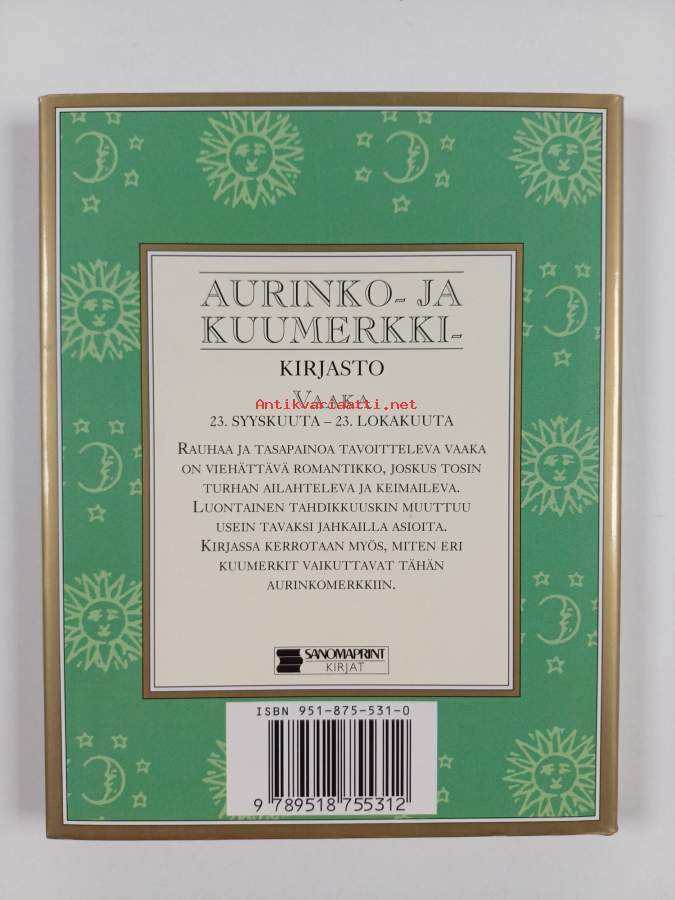 AURINKO- JA
KUUMERKKI-
KIRJASTO
VAAKA
Antikvariaatti.net
23. SYYSKUUTA – 23. LOKAKUUTA
RAUHAA JA TASAPAINOA TAVOITTELEVA VAAKA
ON VIEHÄTTÄVÄ ROMANTIKKO, JOSKUS TOSIN
TURHAN AILAHTELEVA JA KEIMAILEVA.
LUONTAINEN TAHDIKKUUSKIN MUUTTUU
USEIN TAVAKSI JAHKAILLA ASIOITA.
KIRJASSA KERROTAAN MYÖS, MITEN ERI
KUUMERKIT VAIKUTTAVAT TÄHÄN
AURINKOMERKKIIN.
SANOMAPRINT
KIRJAT
ISBN 951-875-531-0
9 789518 755312